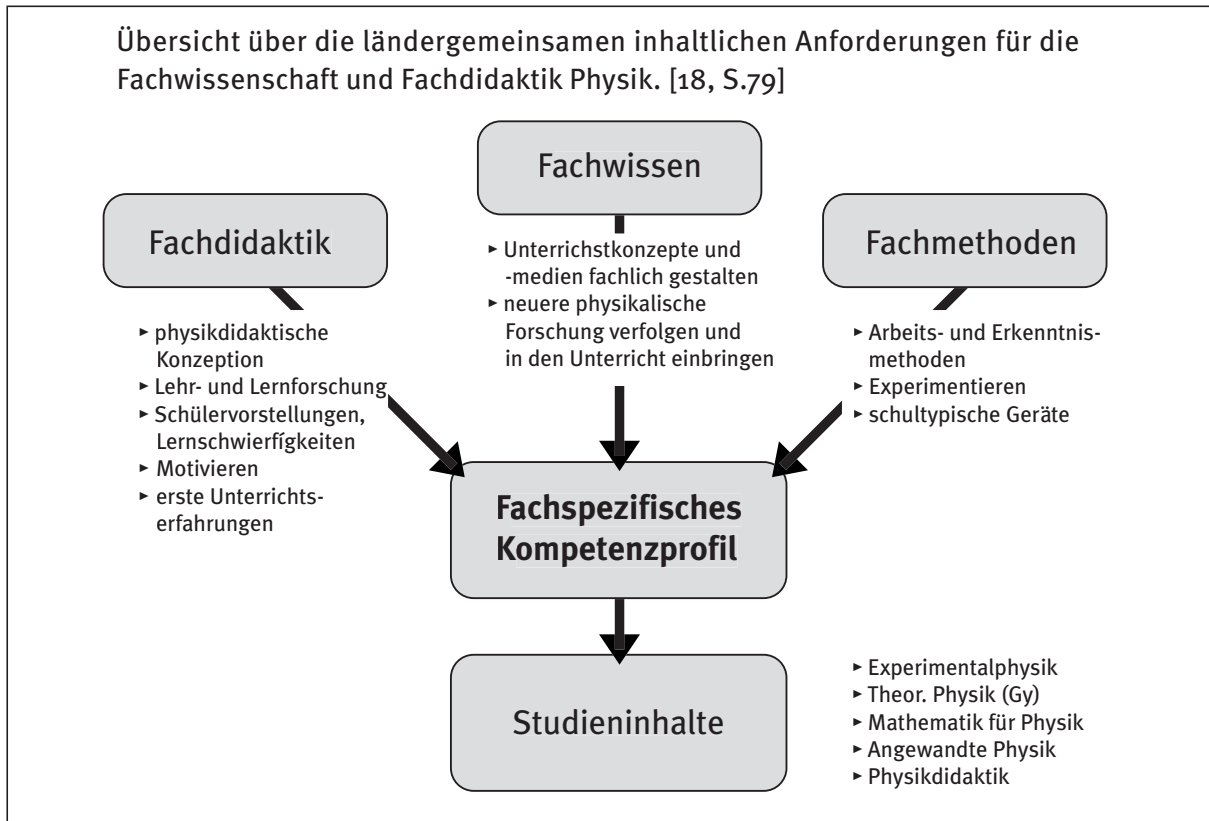 Übersicht über die ländergemeinsamen inhaltlichen Anforderungen für die
Fachwissenschaft und Fachdidaktik Physik. [18, S.79]
Fachwissen
Fachdidaktik
Fachmethoden
▸ Unterrichstkonzepte und
-medien fachlich gestalten
▸ neuere physikalische
Forschung verfolgen und
in den Unterricht einbringen
▸ physikdidaktische
Konzeption
▸ Lehr- und Lernforschung
▸ Schülervorstellungen,
Lernschwierfígkeiten
▸ Motivieren
▸ erste Unterrichts-
erfahrungen
▸ Arbeits- und Erkenntnis-
methoden
▸ Experimentieren
▸ schultypische Geräte
Fachspezifisches
Kompetenzprofil
Studieninhalte
▸ Experimentalphysik
▸ Theor. Physik (Gy)
▸ Mathematik für Physik
▸ Angewandte Physik
▸ Physikdidaktik